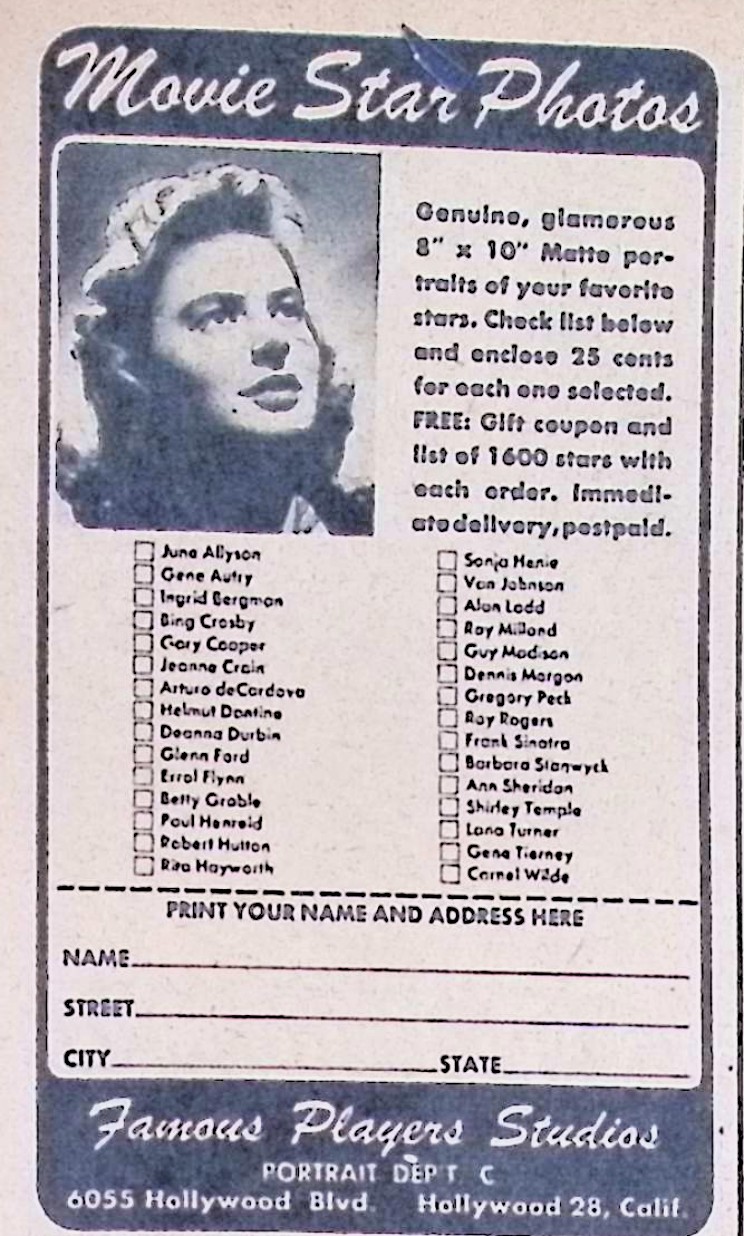 Movie Star Photos
Genuine, glamorous
8" x 10" Matte por-
traits of your favorite
stars. Check list below
and enclose 25 cents
for each one selected.
FREE: Gift coupon and
list of 1600 stars with
each order. Immedi-
ate delivery, postpaid.
June Allyson
Gene Autry
Ingrid Bergman
Bing Crosby
Gary Cooper
Jeanne Crain
Arturo deCordova
Helmut Dantine
Deanna Durbin
Glenn Ford
Errol Flynn
Betty Grable
Paul Henreid
Robert Hutton
Rita Hayworth
Sonja Henie
Van Johnson
Alan Ladd
Ray Milland
Guy Madison
Dennis Morgan
Gregory Peck
Roy Rogers
Frank Sinatra
Barbara Stanwyck
Ann Sheridan
Shirley Temple
Lana Turner
Gene Tierney
Cornel Wilde
PRINT YOUR NAME AND ADDRESS HERE
NAME
STREET
CITY STATE
Famous Players Studios
PORTRAIT DEP'T C
6055 Hollywood Blvd. Hollywood 28, Calif.